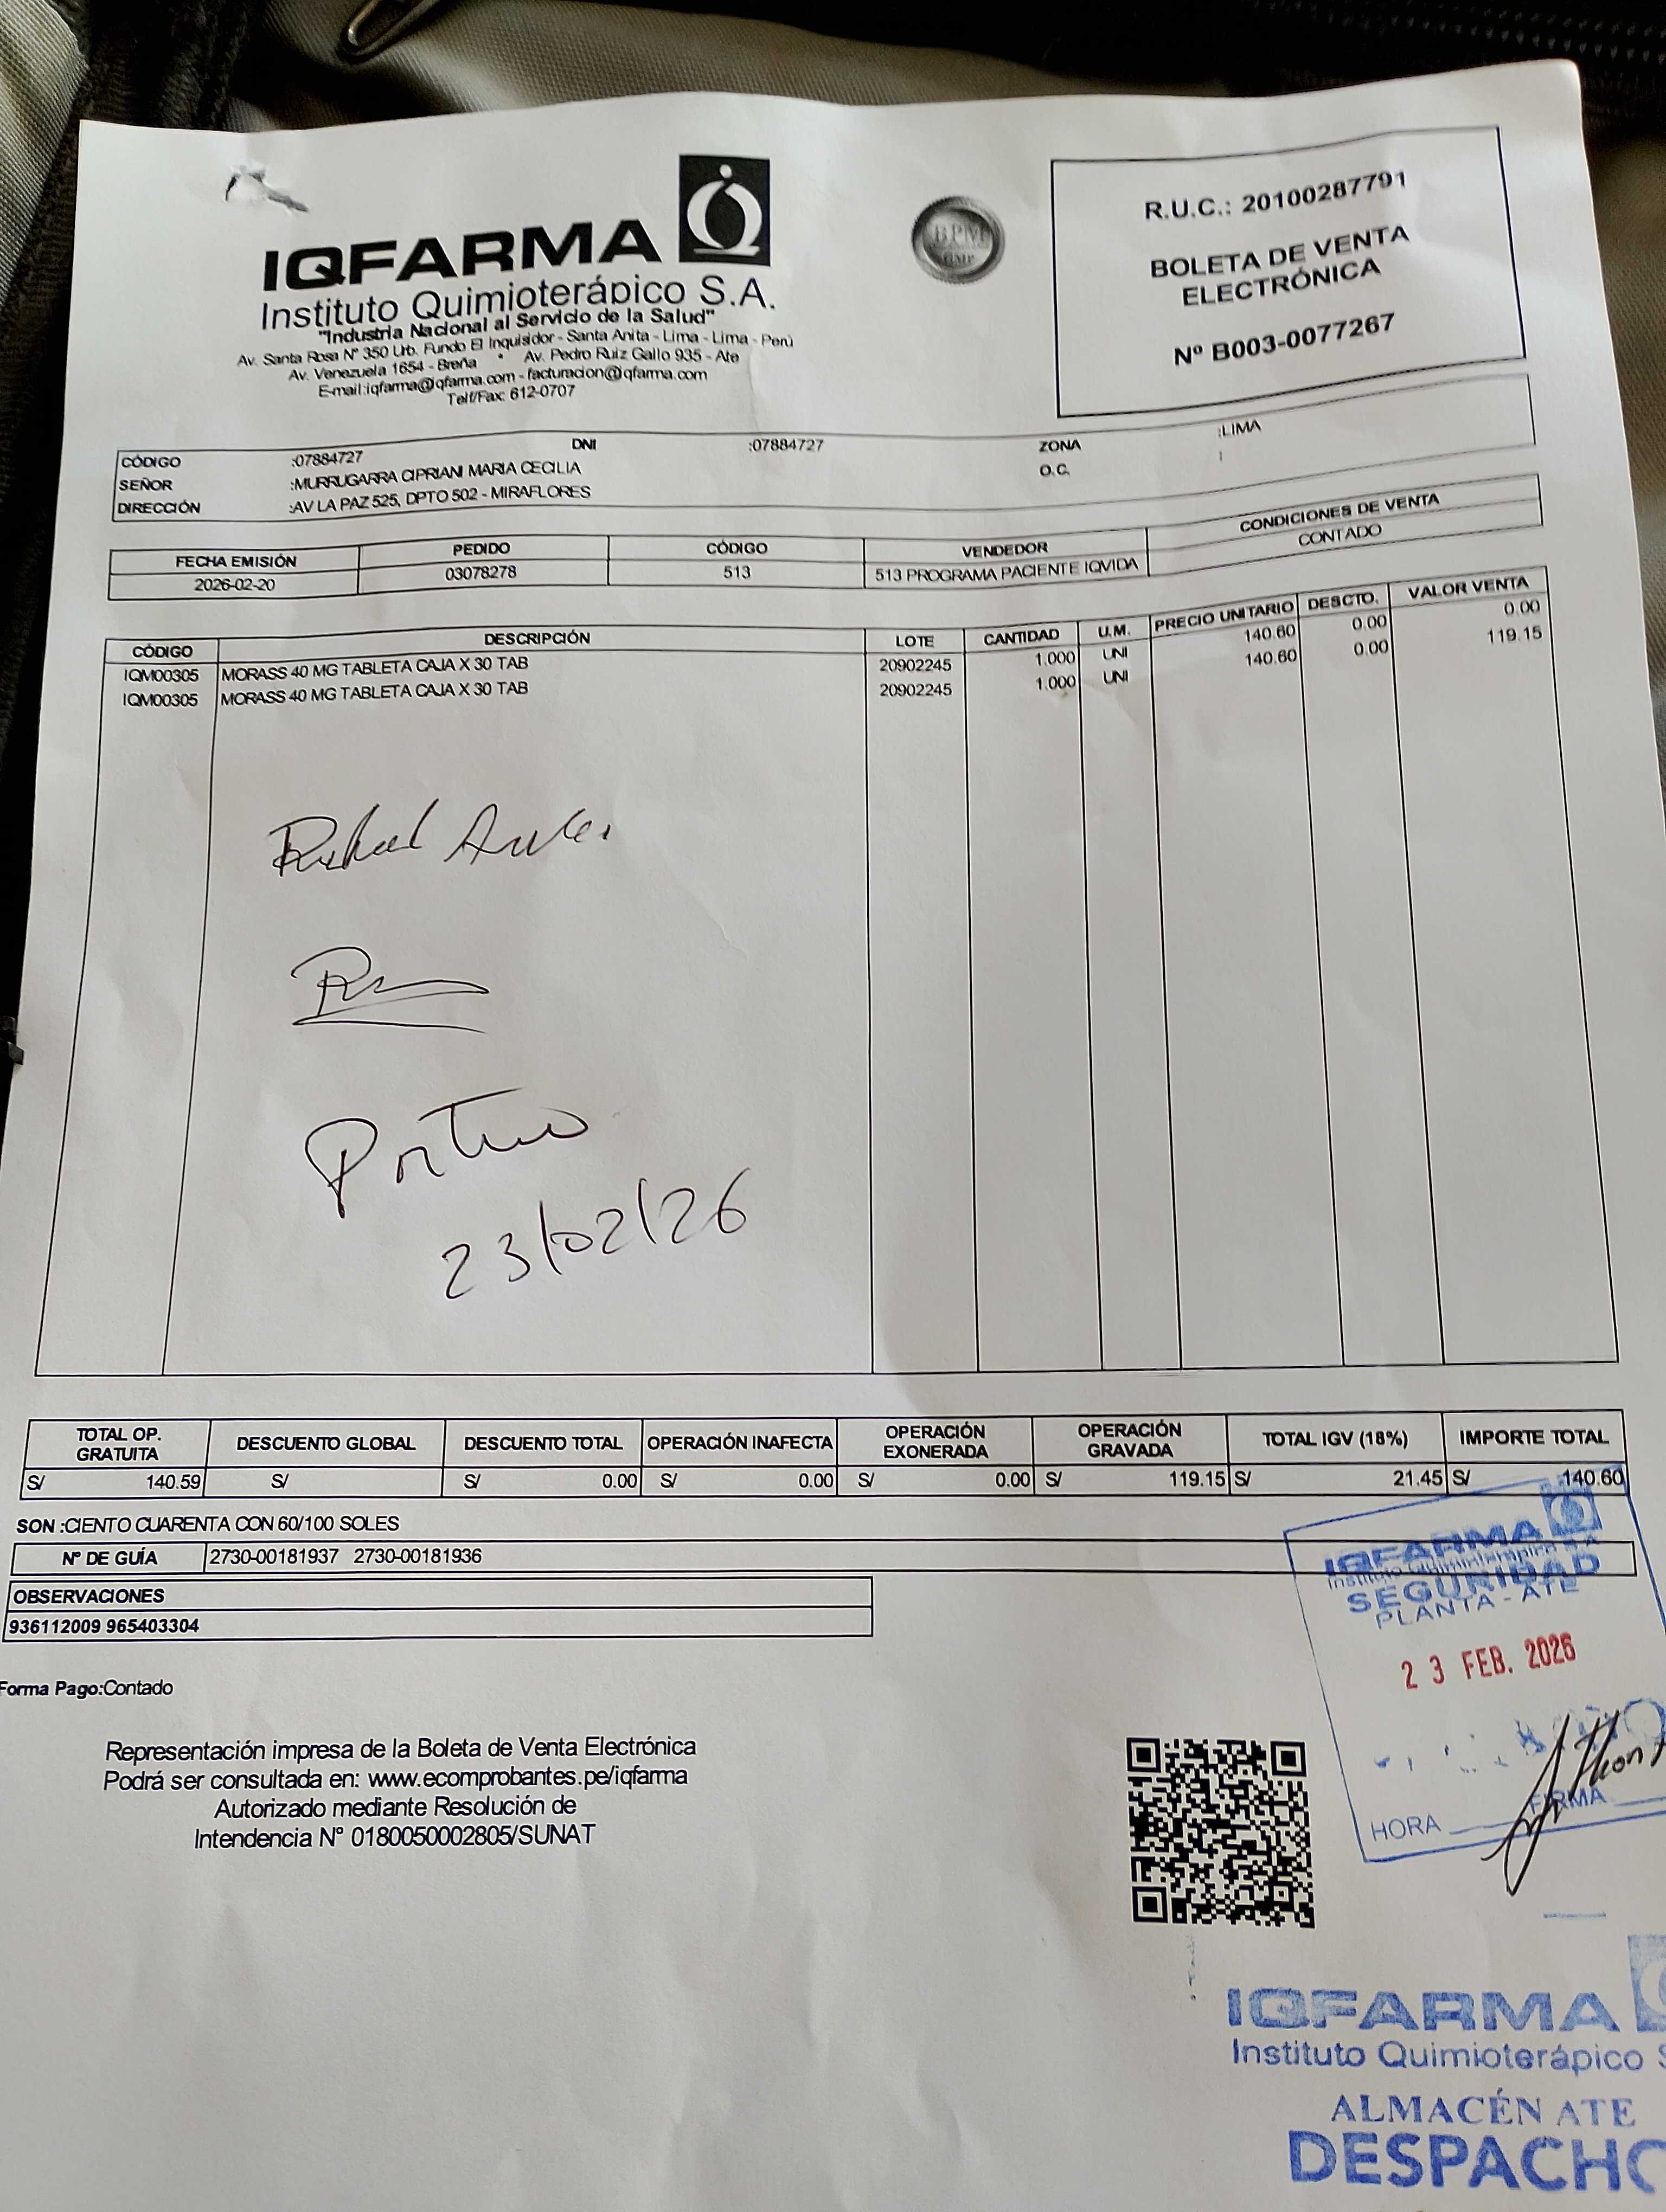 IQFARMA
Instituto Quimioterápico S.A.
"Industria Nacional al Servicio de la Salud"
Av. Santa Rosa Nº 350 Urb. Fundo El Inquisidor - Santa Anita - Lima - Lima - Perú
Av. Venezuela 1654 - Breña * Av. Pedro Ruiz Gallo 935 - Ate
E-mail:iqfarma@iqfarma.com - facturacion@iqfarma.com
Telf/Fax: 612-0707
BPM
GMP
R.U.C.: 20100287791
BOLETA DE VENTA
ELECTRÓNICA
Nº B003-0077267
CÓDIGO :07884727 DNI :07884727 ZONA :LIMA
SEÑOR :MURRUGARRA CIPRIANI MARIA CECILIA O.C. :
DIRECCIÓN :AV LA PAZ 525, DPTO 502 - MIRAFLORES
FECHA EMISIÓN PEDIDO CÓDIGO VENDEDOR CONDICIONES DE VENTA
2026-02-20 03078278 513 513 PROGRAMA PACIENTE IQVIDA CONTADO
CÓDIGO DESCRIPCIÓN LOTE CANTIDAD U.M. PRECIO UNITARIO DESCTO. VALOR VENTA
IQM00305 MORASS 40 MG TABLETA CAJA X 30 TAB 20902245 1.000 UNI 140.60 0.00 0.00
IQM00305 MORASS 40 MG TABLETA CAJA X 30 TAB 20902245 1.000 UNI 140.60 0.00 119.15
23/02/26
TOTAL OP. GRATUITA DESCUENTO GLOBAL DESCUENTO TOTAL OPERACIÓN INAFECTA OPERACIÓN EXONERADA OPERACIÓN GRAVADA TOTAL IGV (18%) IMPORTE TOTAL
S/ 140.59 S/ S/ 0.00 S/ 0.00 S/ 0.00 S/ 119.15 S/ 21.45 S/ 140.60
SON :CIENTO CUARENTA CON 60/100 SOLES
Nº DE GUÍA 2730-00181937 2730-00181936
OBSERVACIONES
936112009 965403304
Forma Pago:Contado
Representación impresa de la Boleta de Venta Electrónica
Podrá ser consultada en: www.ecomprobantes.pe/iqfarma
Autorizado mediante Resolución de
Intendencia Nº 0180050002805/SUNAT
IQFARMA
Instituto Quimioterápico S.A
SEGURIDAD
PLANTA - ATE
23 FEB. 2026
HORA FIRMA
IQFARMA
Instituto Quimioterápico S
ALMACÉN ATE
DESPACHO